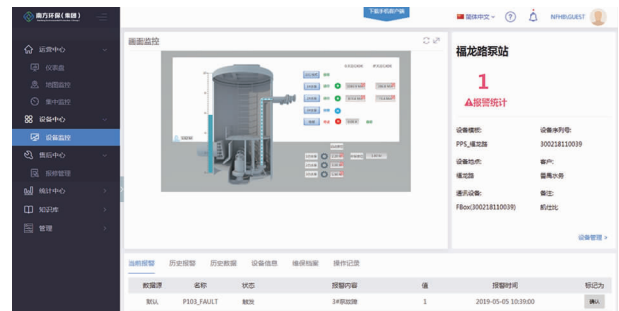 南方环保(集团)
下载手机客户端
简体中文
NFHB\GUEST
运营中心
仪表盘
地图监控
集中监控
设备中心
设备监控
售后中心
报修管理
统计中心
知识库
管理
画面监控
福龙路泵站
1
报警统计
设备模板: 设备序列号:
PPS_福龙路 300218110039
设备地点: 客户:
福龙路 番禺水务
通讯设备: 备注:
FBox(300218110039) 凯仕比
设备管理 >
当前报警 历史报警 历史数据 设备信息 维保档案 操作记录
数据源 名称 状态 报警内容 值 报警时间 标记为
默认 P103_FAULT 触发 3#泵故障 1 2019-05-05 10:39:00 确认